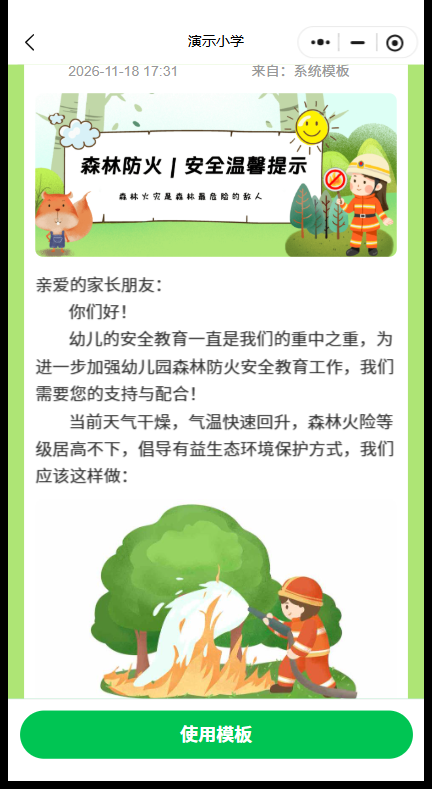 演示小学
2026-11-18 17:31
来自：系统模板
森林防火 | 安全温馨提示
森林火灾是森林最危险的敌人
亲爱的家长朋友：
你们好！
幼儿的安全教育一直是我们的重中之重，为
进一步加强幼儿园森林防火安全教育工作，我们
需要您的支持与配合！
当前天气干燥，气温快速回升，森林火险等
级居高不下，倡导有益生态环境保护方式，我们
应该这样做：
使用模板